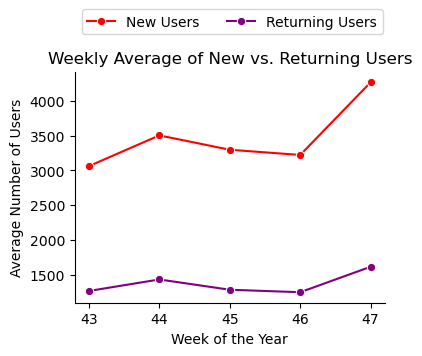 New Users Returning Users
Weekly Average of New vs. Returning Users
Average Number of Users
4000
3500
3000
2500
2000
1500
43 44 45 46 47
Week of the Year